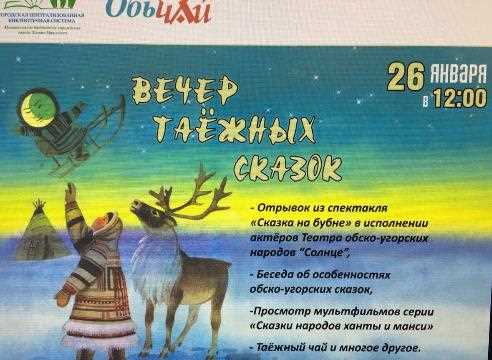 ГОРОДСКАЯ ЦЕНТРАЛИЗОВАННАЯ
БИБЛИОТЕЧНАЯ СИСТЕМА
26 ЯНВАРЯ
в 12:00
ВЕЧЕР
ТАЁЖНЫХ
СКАЗОК
- Отрывок из спектакля
«Сказка на бубне» в исполнении
актёров Театра обско-угорских
народов "Солнце",
- Беседа об особенностях
обско-угорских сказок,
-Просмотр мультфильмов серии
«Сказки народов ханты и манси»
- Таёжный чай и многое другое.